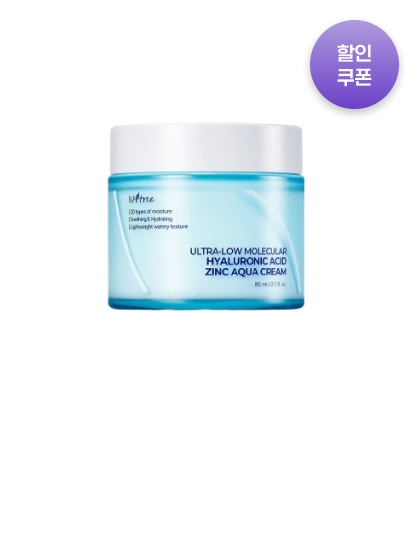 할인
쿠폰
isntree
10 types of moisture
Soothing & Hydrating
Lightweight watery texture
ULTRA-LOW MOLECULAR
HYALURONIC ACID
ZINC AQUA CREAM
80 ml / 2.7 fl. oz.